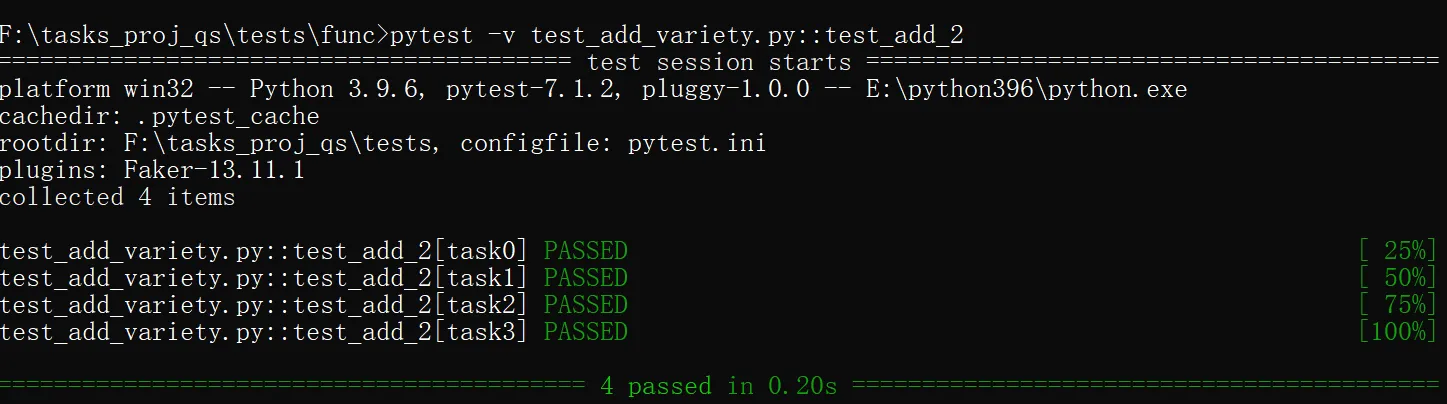 F:\tasks_proj_qs\tests\func>pytest -v test_add_variety.py::test_add_2
========================================= test session starts =========================================
platform win32 -- Python 3.9.6, pytest-7.1.2, pluggy-1.0.0 -- E:\python396\python.exe
cachedir: .pytest_cache
rootdir: F:\tasks_proj_qs\tests, configfile: pytest.ini
plugins: Faker-13.11.1
collected 4 items
test_add_variety.py::test_add_2[task0] PASSED [ 25%]
test_add_variety.py::test_add_2[task1] PASSED [ 50%]
test_add_variety.py::test_add_2[task2] PASSED [ 75%]
test_add_variety.py::test_add_2[task3] PASSED [100%]
========================================== 4 passed in 0.20s ==========================================